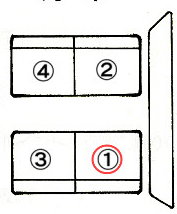 ④ ②
③ ①